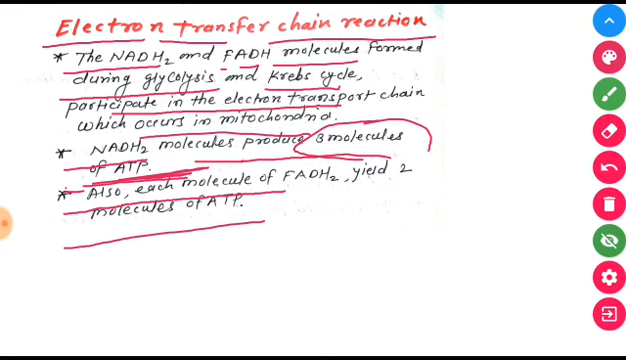 Electron transfer chain reaction
* The NADH2 and FADH molecules formed
during glycolysis and Krebs cycle,
participate in the electron transport chain
which occurs in mitochondria.
* NADH2 molecules produce 3 molecules
of ATP.
* Also, each molecule of FADH2, yield 2
molecules of ATP.